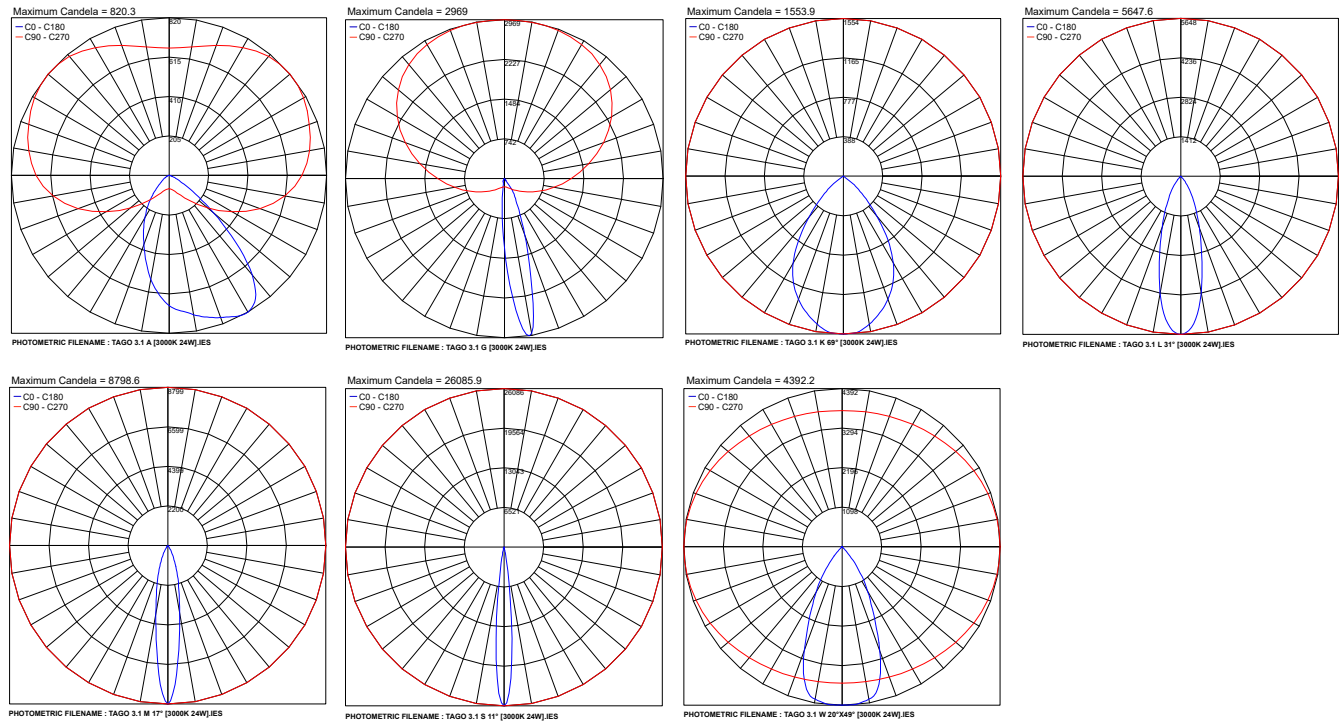 Maximum Candela = 820.3
C0 - C180
C90 - C270
820
615
410
205
PHOTOMETRIC FILENAME : TAGO 3.1 A [3000K 24W].IES
Maximum Candela = 2969
C0 - C180
C90 - C270
2969
2227
1484
742
PHOTOMETRIC FILENAME : TAGO 3.1 G [3000K 24W].IES
Maximum Candela = 1553.9
C0 - C180
C90 - C270
1554
1165
777
388
PHOTOMETRIC FILENAME : TAGO 3.1 K 69° [3000K 24W].IES
Maximum Candela = 5647.6
C0 - C180
C90 - C270
5648
4236
2824
1412
PHOTOMETRIC FILENAME : TAGO 3.1 L 31° [3000K 24W].IES
Maximum Candela = 8798.6
C0 - C180
C90 - C270
8799
6599
4399
2200
PHOTOMETRIC FILENAME : TAGO 3.1 M 17° [3000K 24W].IES
Maximum Candela = 26085.9
C0 - C180
C90 - C270
26086
19564
13043
6521
PHOTOMETRIC FILENAME : TAGO 3.1 S 11° [3000K 24W].IES
Maximum Candela = 4392.2
C0 - C180
C90 - C270
4392
3294
2196
1098
PHOTOMETRIC FILENAME : TAGO 3.1 W 20°X49° [3000K 24W].IES